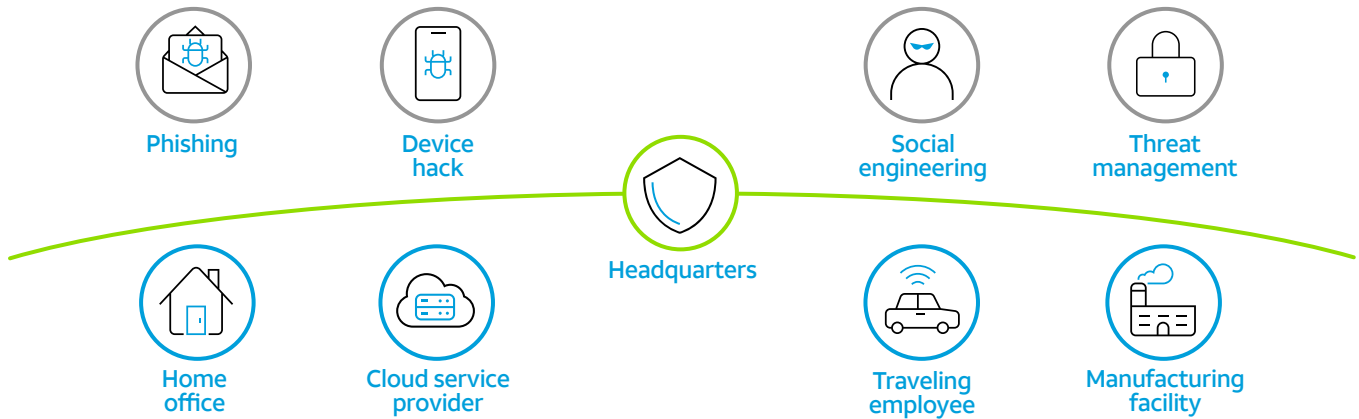 Phishing
Device
hack
Social
engineering
Threat
management
Headquarters
Home
office
Cloud service
provider
Traveling
employee
Manufacturing
facility